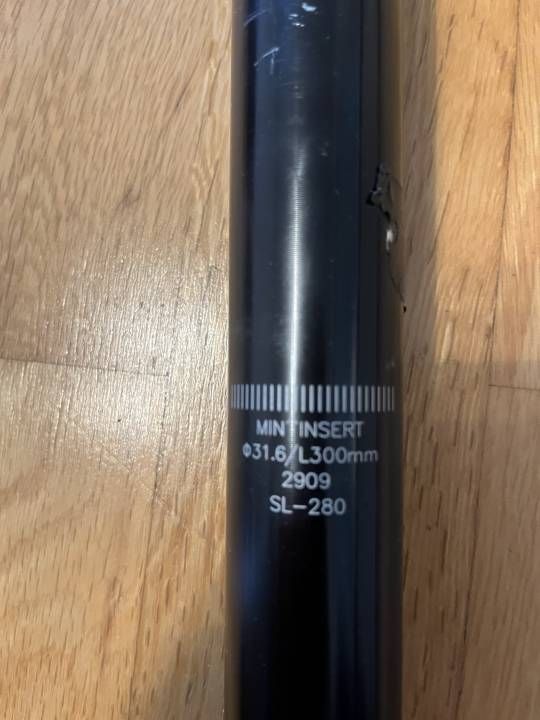 MIN INSERT
Φ31.6/L300mm
2909
SL-280